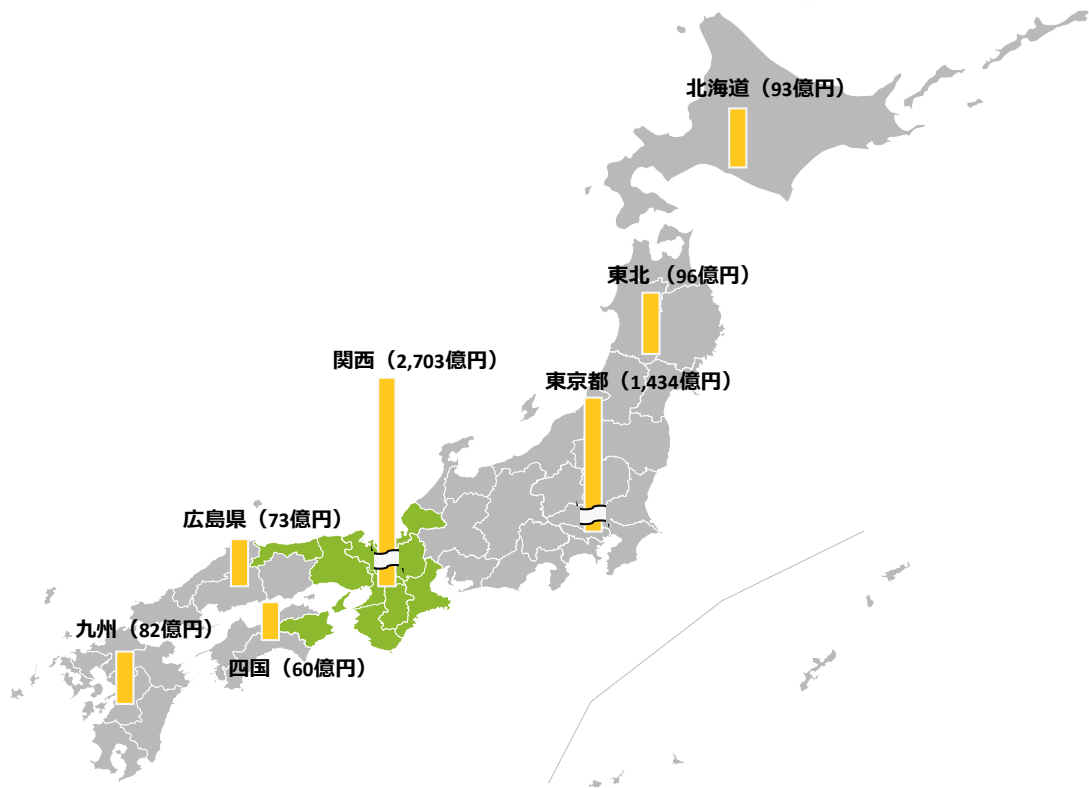 北海道（93億円）
東北 （96億円）
関西（2,703億円）
東京都（1,434億円）
広島県（73億円）
九州（82億円）
四国（60億円）